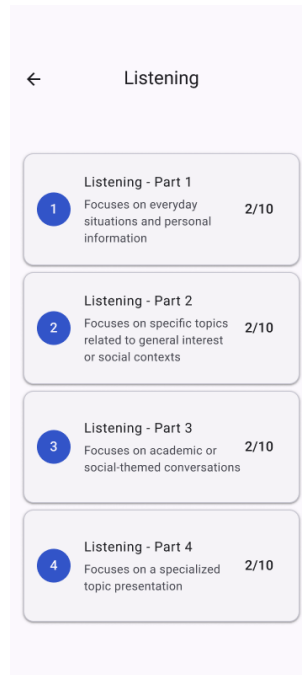 Listening
Listening - Part 1
1
Focuses on everyday
situations and personal
information
2/10
Listening - Part 2
2
Focuses on specific topics
related to general interest
or social contexts
2/10
Listening - Part 3
3
Focuses on academic or
social-themed conversations
2/10
Listening - Part 4
4
Focuses on a specialized
topic presentation
2/10